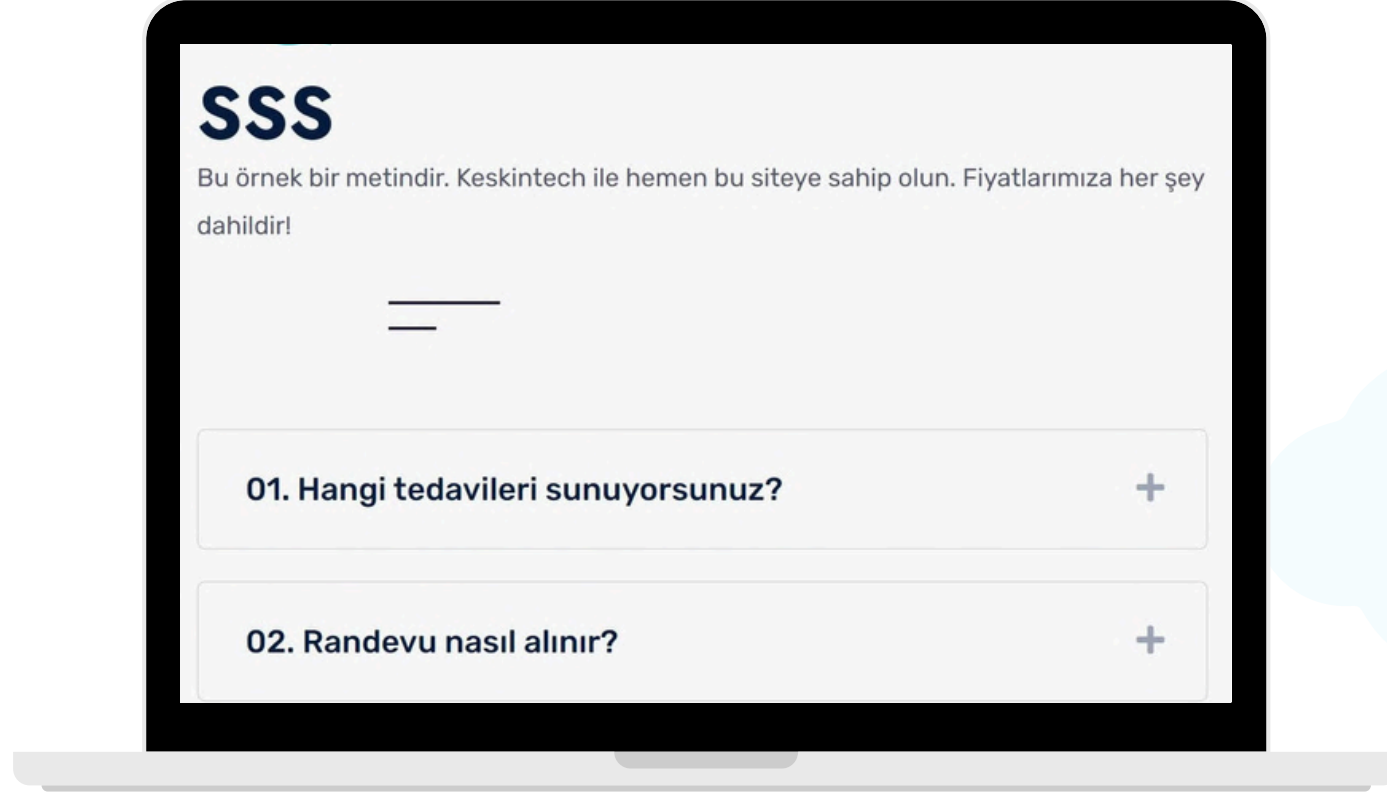 SSS
Bu örnek bir metindir. Keskintech ile hemen bu siteye sahip olun. Fiyatlarımıza her şey
dahildir!
01. Hangi tedavileri sunuyorsunuz?
02. Randevu nasıl alınır?